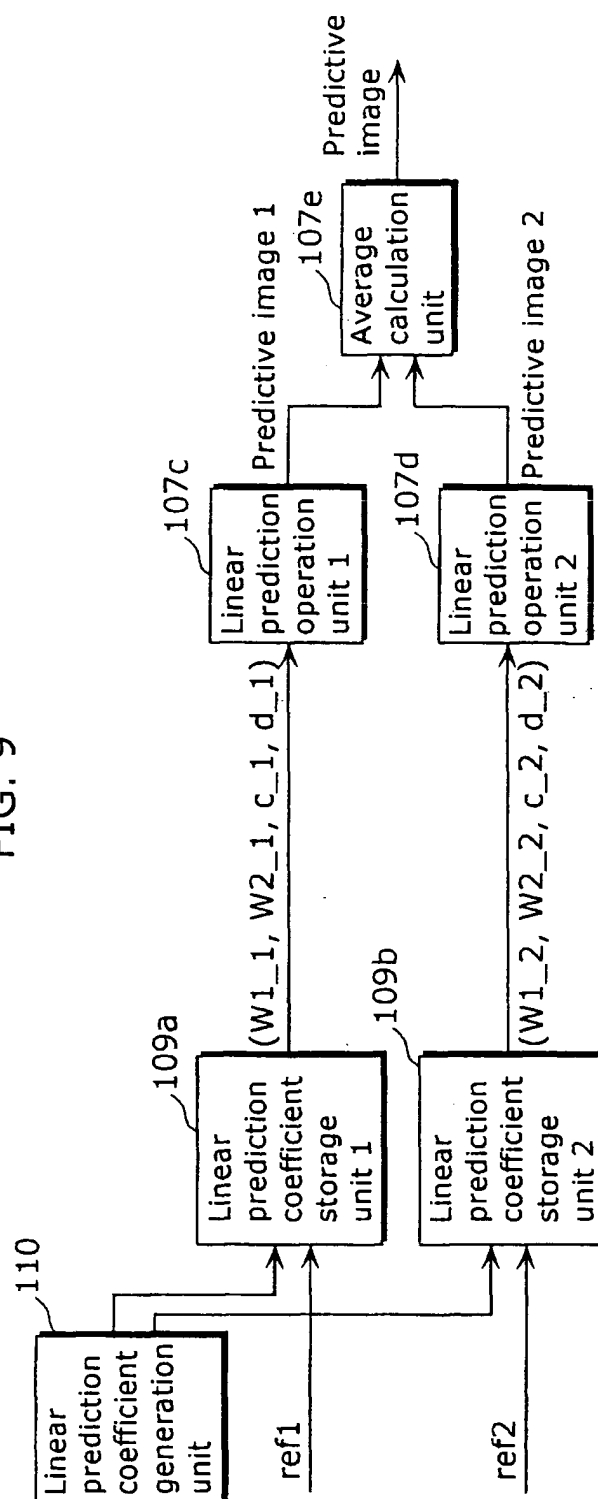 FIG. 9
110
Linear
prediction
coefficient
generation
unit
ref1
ref2
109a
Linear
prediction
coefficient
storage
unit 1
109b
Linear
prediction
coefficient
storage
unit 2
(W1_1, W2_1, c_1, d_1)
(W1_2, W2_2, c_2, d_2)
107c
Linear
prediction
operation
unit 1
107d
Linear
prediction
operation
unit 2
Predictive image 1
Predictive image 2
107e
Average
calculation
unit
Predictive
image